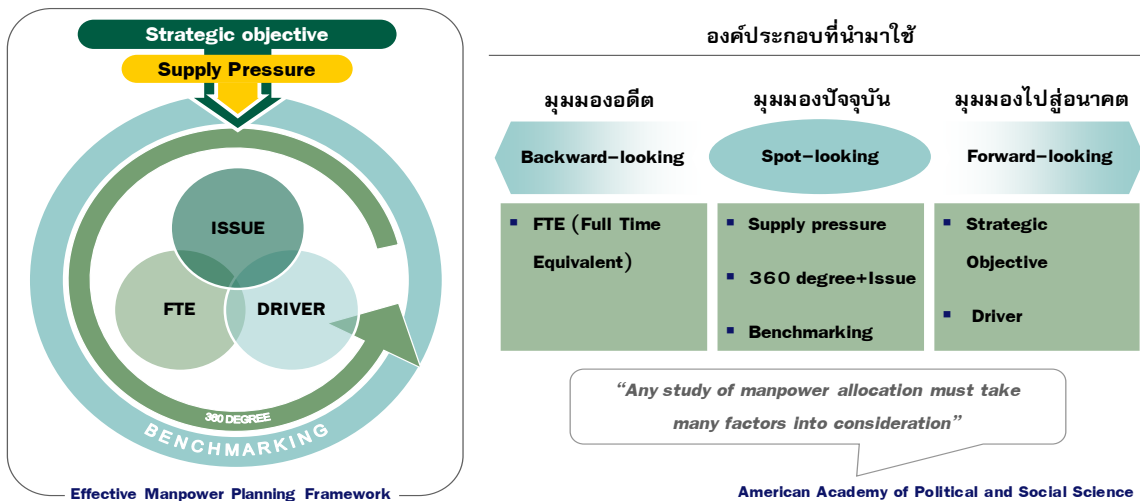 Strategic objective
Supply Pressure
ISSUE
FTE
DRIVER
360 DEGREE
BENCHMARKING
Effective Manpower Planning Framework
องค์ประกอบที่นำมาใช้
มุมมองอดีต
มุมมองปัจจุบัน
มุมมองไปสู่อนาคต
Backward-looking
Spot-looking
Forward-looking
▪ FTE (Full Time
Equivalent)
▪ Supply pressure
▪ 360 degree+Issue
▪ Benchmarking
▪ Strategic
Objective
▪ Driver
“Any study of manpower allocation must take
many factors into consideration”
American Academy of Political and Social Science